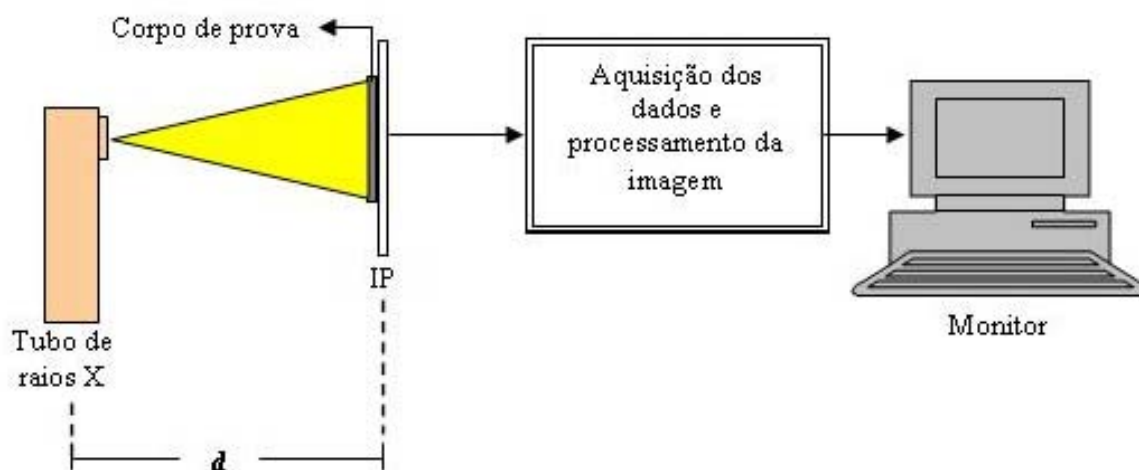 Corpo de prova
Aquisição dos
dados e
processamento da
imagem
IP
Monitor
Tubo de
raios X
d